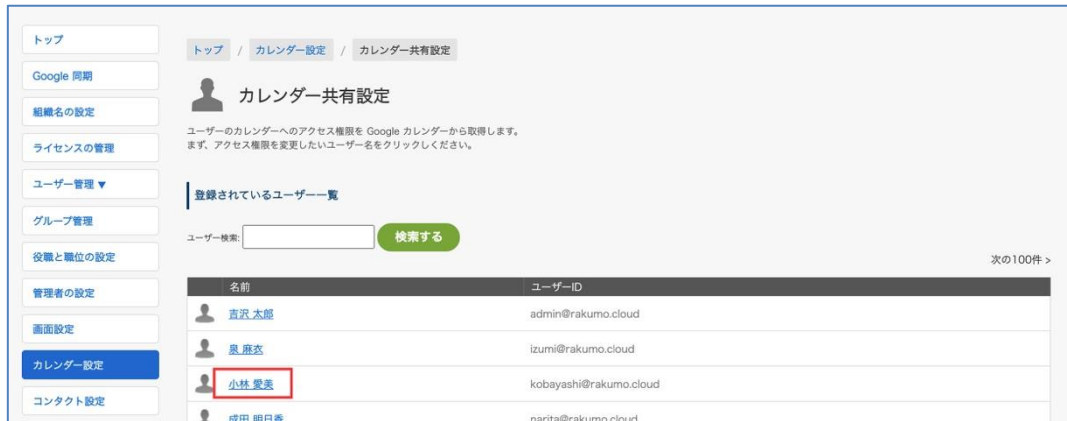 トップ
Google 同期
組織名の設定
ライセンスの管理
ユーザー管理 ▼
グループ管理
役職と職位の設定
管理者の設定
画面設定
カレンダー設定
コンタクト設定
トップ / カレンダー設定 / カレンダー共有設定
カレンダー共有設定
ユーザーのカレンダーへのアクセス権限を Google カレンダーから取得します。
まず、アクセス権限を変更したいユーザー名をクリックしください。
登録されているユーザー一覧
ユーザー検索: 検索する
次の100件 >
名前 ユーザーID
吉沢 太郎 admin@rakumo.cloud
泉 麻衣 izumi@rakumo.cloud
小林 愛美 kobayashi@rakumo.cloud
成田 明日香 narita@rakumo.cloud